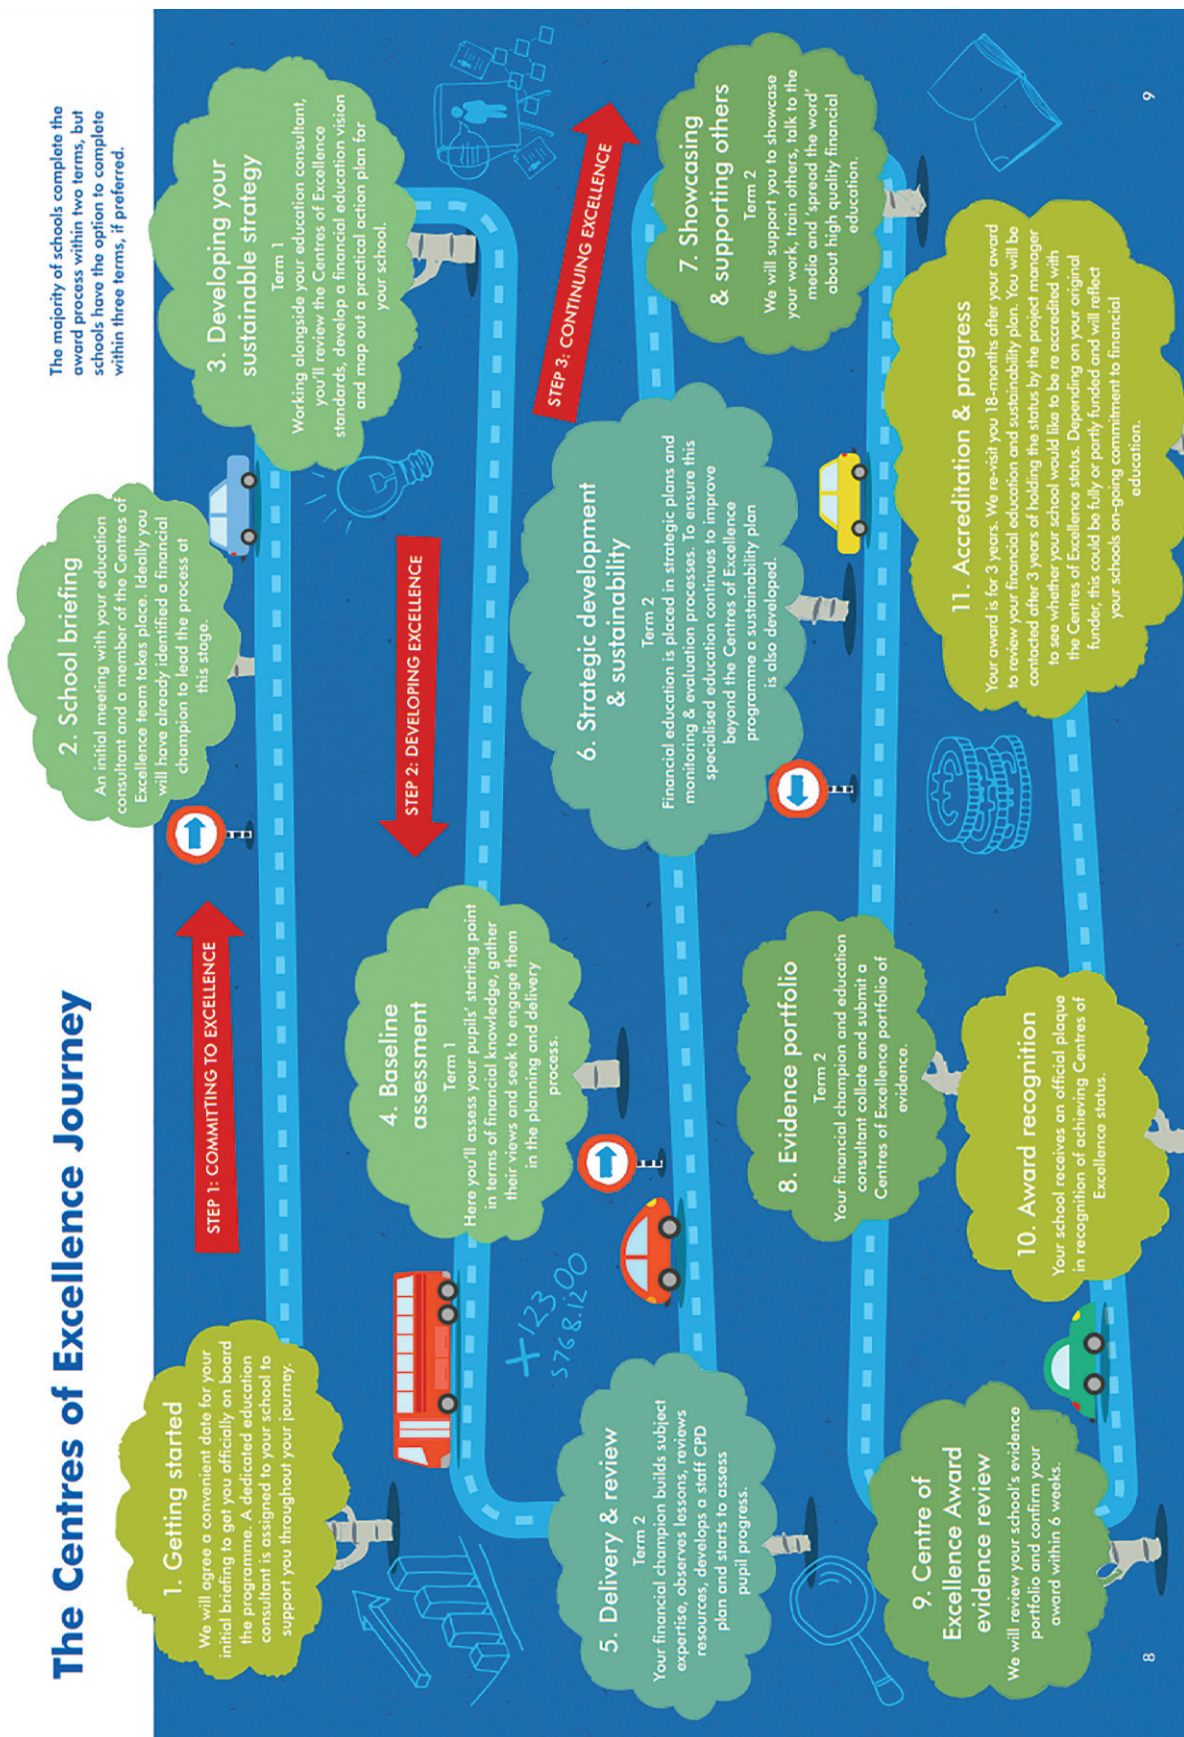 The Centres of Excellence Journey
The majority of schools complete the
award process within two terms, but
schools have the option to complete
within three terms, if preferred.
STEP 1: COMMITTING TO EXCELLENCE
1. Getting started
We will agree a convenient date for your
initial briefing to get you officially on board
the programme. A dedicated education
consultant is assigned to your school to
support you throughout your journey.
2. School briefing
An initial meeting with your education
consultant and a member of the Centres of
Excellence team takes place. Ideally you
will have already identified a financial
champion to lead the process at
this stage.
3. Developing your
sustainable strategy
Term 1
Working alongside your education consultant,
you'll review the Centres of Excellence
standards, develop a financial education vision
and map out a practical action plan for
your school.
STEP 2: DEVELOPING EXCELLENCE
4. Baseline
assessment
Term 1
Here you'll assess your pupils' starting point
in terms of financial knowledge, gather
their views and seek to engage them
in the planning and delivery
process.
+123.00
5768.12
5. Delivery & review
Term 2
Your financial champion builds subject
expertise, observes lessons, reviews
resources, develops a staff CPD
plan and starts to assess
pupil progress.
6. Strategic development
& sustainability
Term 2
Financial education is placed in strategic plans and
monitoring & evaluation processes. To ensure this
specialised education continues to improve
beyond the Centres of Excellence
programme a sustainability plan
is also developed.
STEP 3: CONTINUING EXCELLENCE
7. Showcasing
& supporting others
Term 2
We will support you to showcase
your work, train others, talk to the
media and 'spread the word'
about high quality financial
education.
8. Evidence portfolio
Term 2
Your financial champion and education
consultant collate and submit a
Centres of Excellence portfolio of
evidence.
9. Centre of
Excellence Award
evidence review
We will review your school's evidence
portfolio and confirm your
award within 6 weeks.
10. Award recognition
Your school receives an official plaque
in recognition of achieving Centres of
Excellence status.
11. Accreditation & progress
Your award is for 3 years. We re-visit you 18-months after your award
to review your financial education and sustainability plan. You will be
contacted after 3 years of holding the status by the project manager
to see whether your school would like to be re accredited with
the Centres of Excellence status. Depending on your original
funder, this could be fully or partly funded and will reflect
your schools on-going commitment to financial
education.
8
9